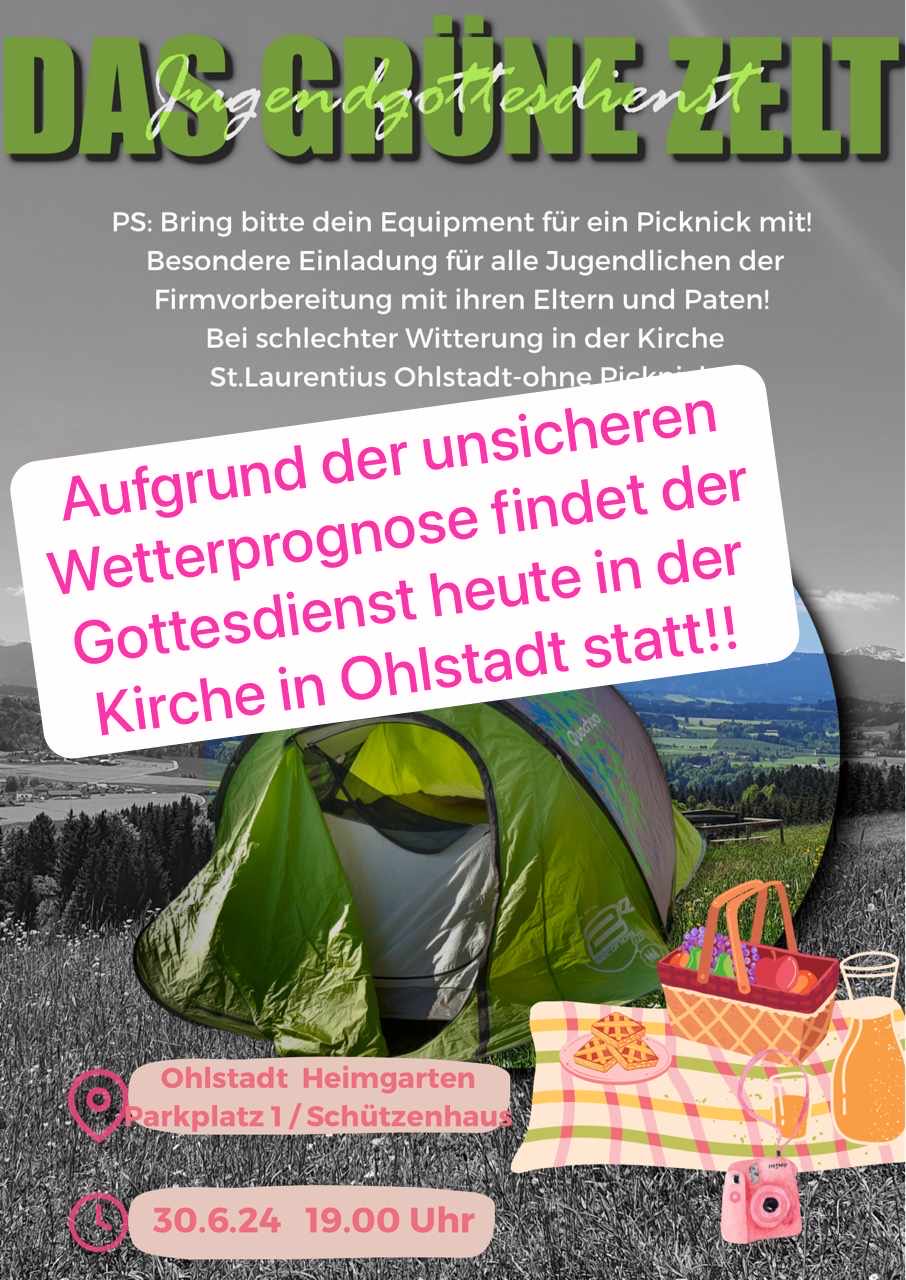 DAS GRÜNE ZELT
Jugendgottesdienst
PS: Bring bitte dein Equipment für ein Picknick mit!
Besondere Einladung für alle Jugendlichen der
Firmvorbereitung mit ihren Eltern und Paten!
Bei schlechter Witterung in der Kirche
St.Laurentius Ohlstadt-ohne Picknick
Aufgrund der unsicheren
Wetterprognose findet der
Gottesdienst heute in der
Kirche in Ohlstadt statt!!
Quechua
Ohlstadt Heimgarten
Parkplatz 1 / Schützenhaus
30.6.24 19.00 Uhr